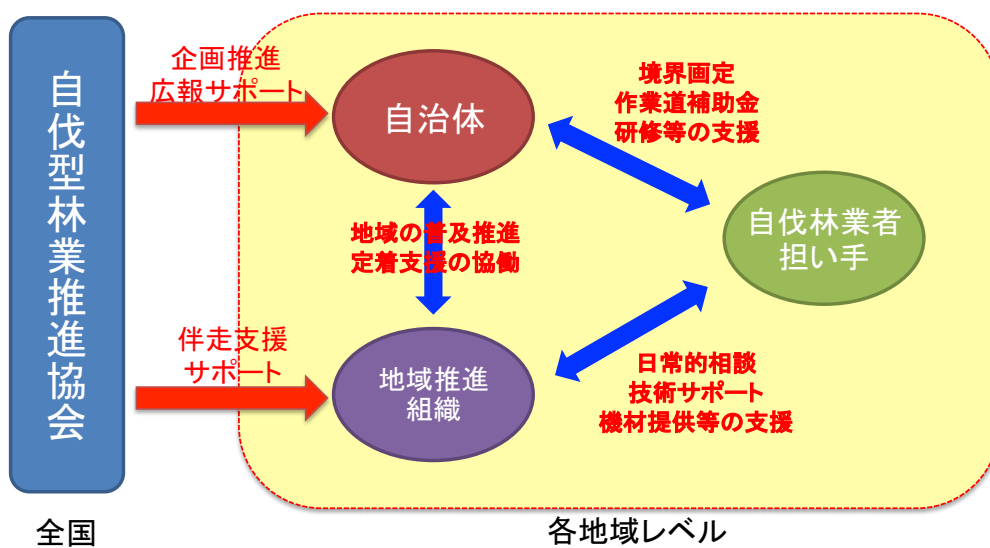 自伐型林業推進協会
企画推進
広報サポート
自治体
境界画定
作業道補助金
研修等の支援
地域の普及推進
定着支援の協働
自伐林業者
担い手
伴走支援
サポート
地域推進
組織
日常的相談
技術サポート
機材提供等の支援
全国
各地域レベル